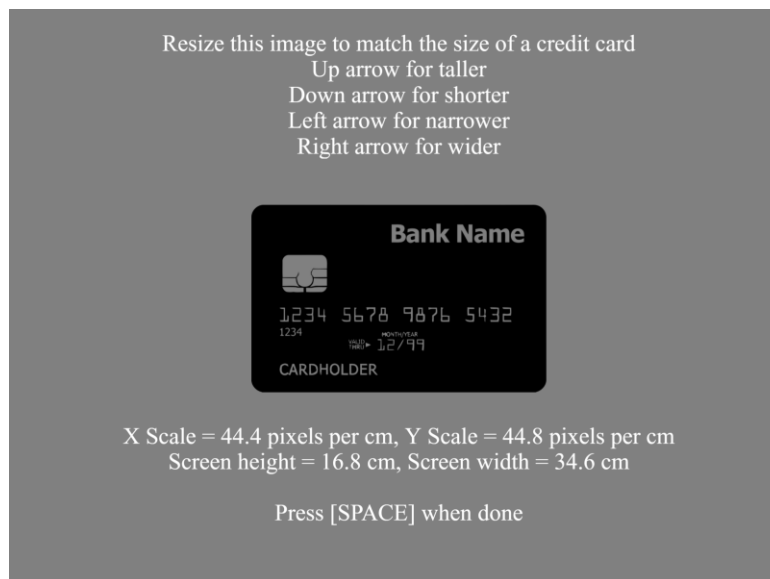 Resize this image to match the size of a credit card
Up arrow for taller
Down arrow for shorter
Left arrow for narrower
Right arrow for wider
Bank Name
1234 5678 9876 5432
1234
MONTH/YEAR
VALID THRU 12/99
CARDHOLDER
X Scale = 44.4 pixels per cm, Y Scale = 44.8 pixels per cm
Screen height = 16.8 cm, Screen width = 34.6 cm
Press [SPACE] when done